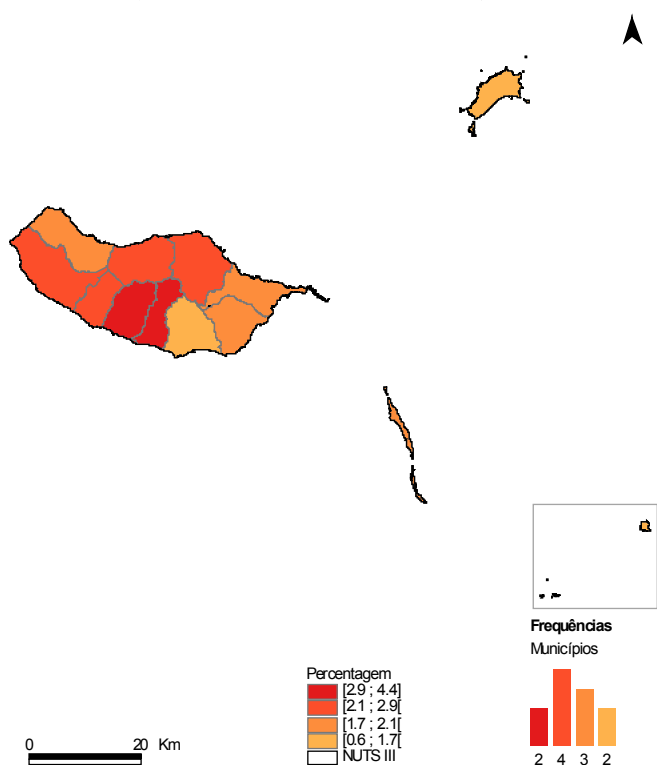 Frequências
Municípios
Percentagem
[2.9 ; 4.4]
[2.1 ; 2.9[
[1.7 ; 2.1[
[0.6 ; 1.7[
NUTS III
0 20 Km
2 4 3 2